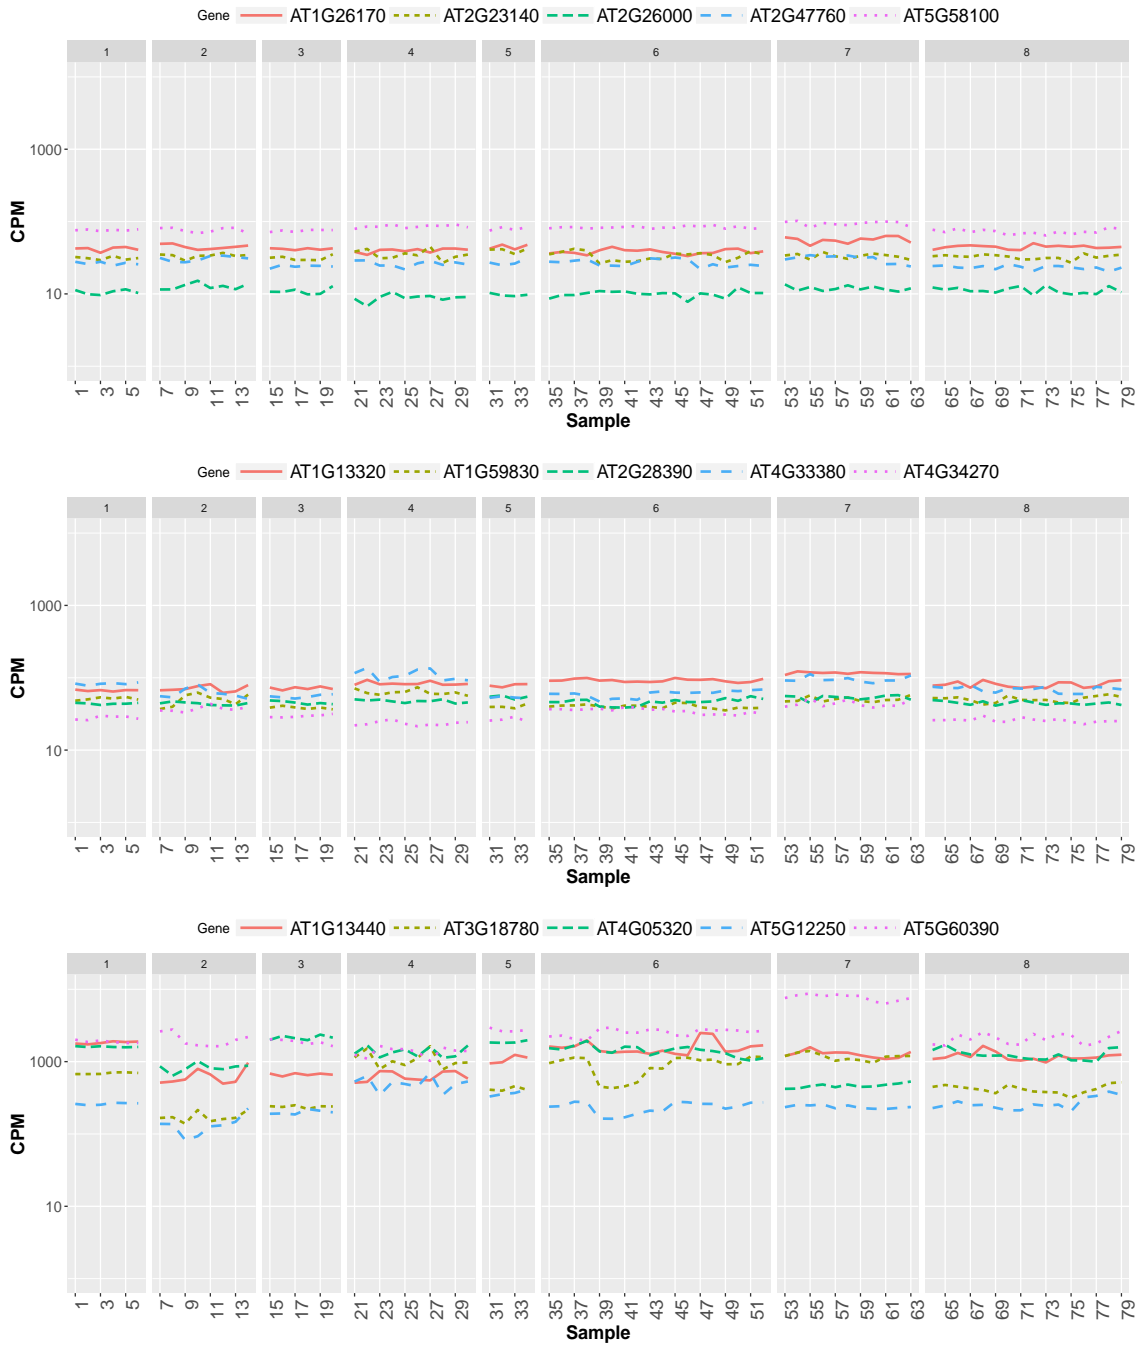 Gene AT1G26170 AT2G23140 AT2G26000 AT2G47760 AT5G58100
1 2 3 4 5 6 7 8
1000
10
CPM
1 3 5 7 9 11 13 15 17 19 21 23 25 27 29 31 33 35 37 39 41 43 45 47 49 51 53 55 57 59 61 63 65 67 69 71 73 75 77 79
Sample
Gene AT1G13320 AT1G59830 AT2G28390 AT4G33380 AT4G34270
1 2 3 4 5 6 7 8
1000
10
CPM
1 3 5 7 9 11 13 15 17 19 21 23 25 27 29 31 33 35 37 39 41 43 45 47 49 51 53 55 57 59 61 63 65 67 69 71 73 75 77 79
Sample
Gene AT1G13440 AT3G18780 AT4G05320 AT5G12250 AT5G60390
1 2 3 4 5 6 7 8
1000
10
CPM
1 3 5 7 9 11 13 15 17 19 21 23 25 27 29 31 33 35 37 39 41 43 45 47 49 51 53 55 57 59 61 63 65 67 69 71 73 75 77 79
Sample